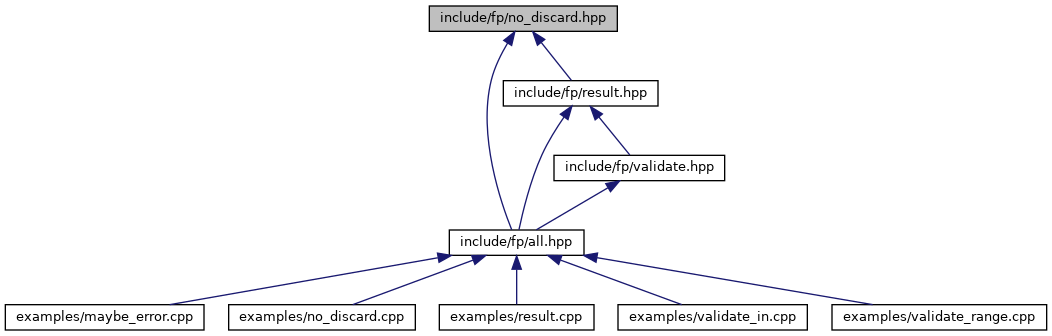 include/fp/no_discard.hpp
include/fp/result.hpp
include/fp/validate.hpp
include/fp/all.hpp
examples/maybe_error.cpp
examples/no_discard.cpp
examples/result.cpp
examples/validate_in.cpp
examples/validate_range.cpp